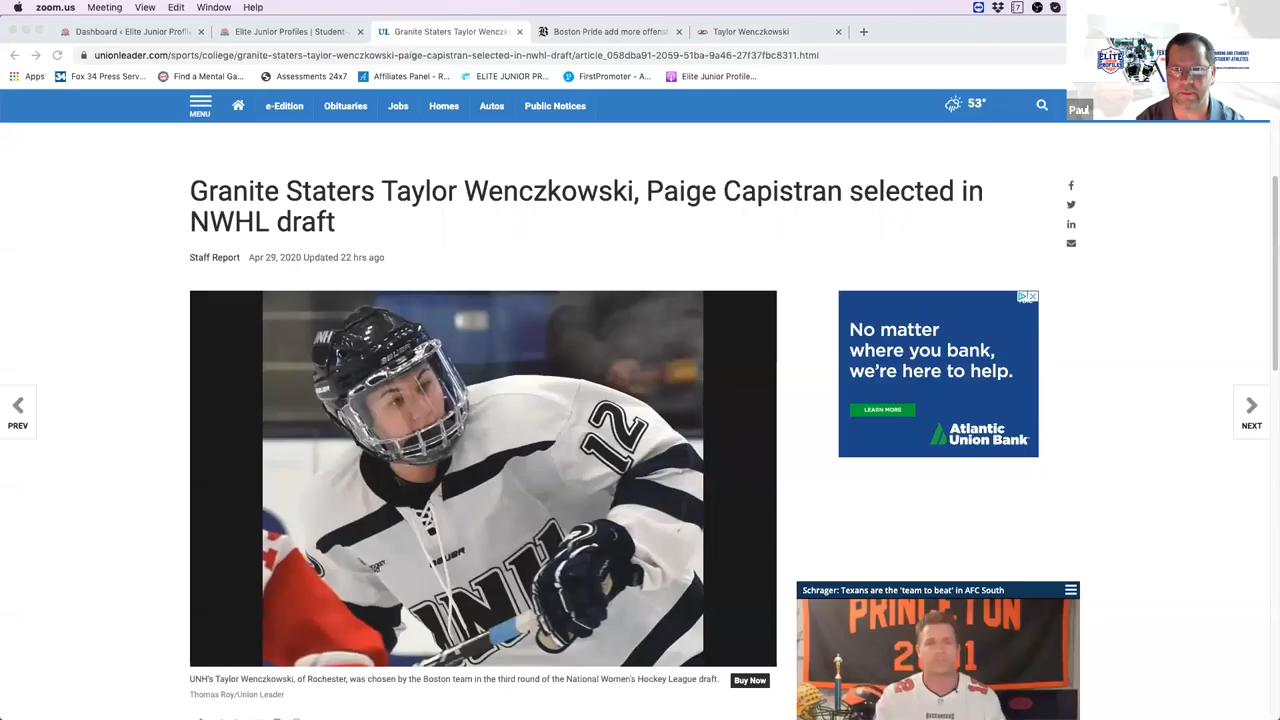 zoom.us Meeting View Edit Window Help
Dashboard ‹ Elite Junior Profil
Elite Junior Profiles | Student-
Granite Staters Taylor Wenczk
Boston Pride add more offens
Taylor Wenczkowski
unionleader.com/sports/college/granite-staters-taylor-wenczkowski-paige-capistran-selected-in-nwhl-draft/article_058dba91-2059-51ba-9a46-27f37fbc8311.html
Apps Fox 34 Press Serv... Find a Mental Ga... Assessments 24x7 Affiliates Panel - R... ELITE JUNIOR PR... FirstPromoter - A... Elite Junior Profile...
Paul
MENU
e-Edition Obituaries Jobs Homes Autos Public Notices
53°
Granite Staters Taylor Wenczkowski, Paige Capistran selected in
NWHL draft
Staff Report Apr 29, 2020 Updated 22 hrs ago
12
BAUER
UNH
No matter
where you bank,
we're here to help.
LEARN MORE
Atlantic
Union Bank
PREV
NEXT
Schrager: Texans are the 'team to beat' in AFC South
PRINCETON
UNH's Taylor Wenczkowski, of Rochester, was chosen by the Boston team in the third round of the National Women's Hockey League draft.
Buy Now
Thomas Roy/Union Leader